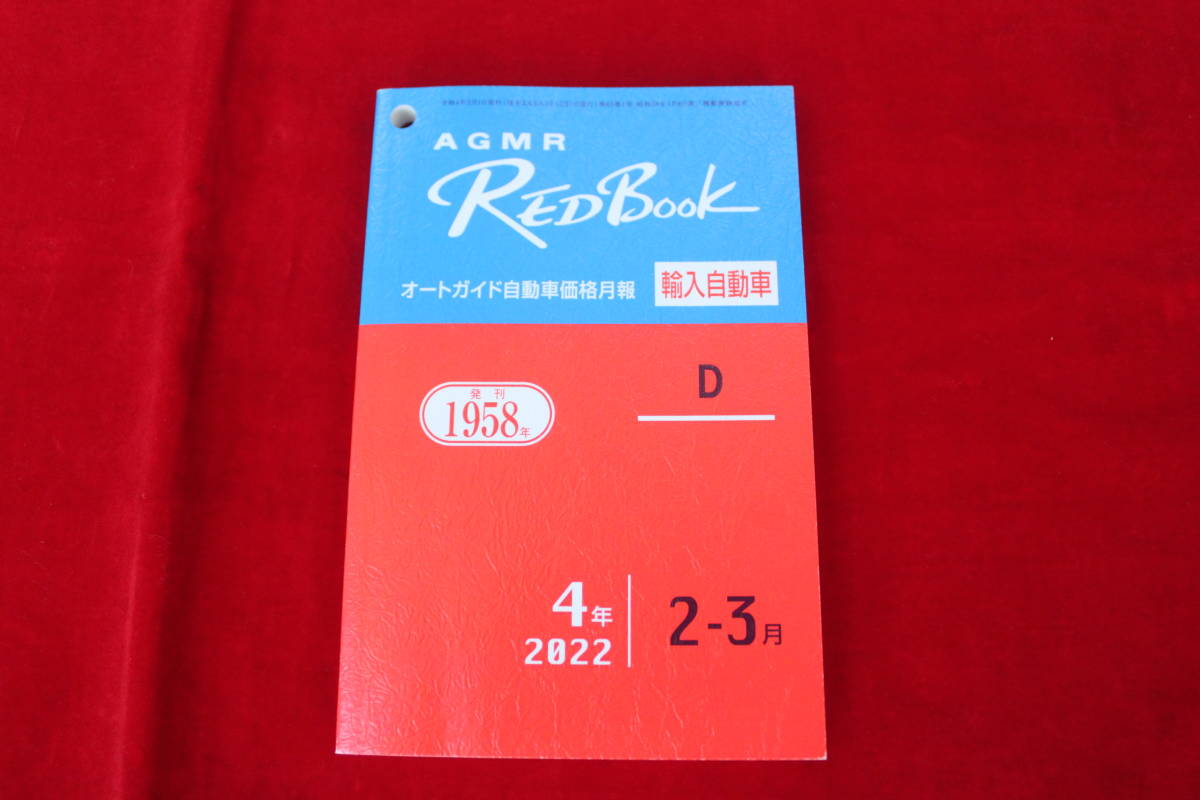 AGMR
REDBOOK
オートガイド自動車価格月報 輸入自動車
D
発刊
1958年
4年
2022
2-3月